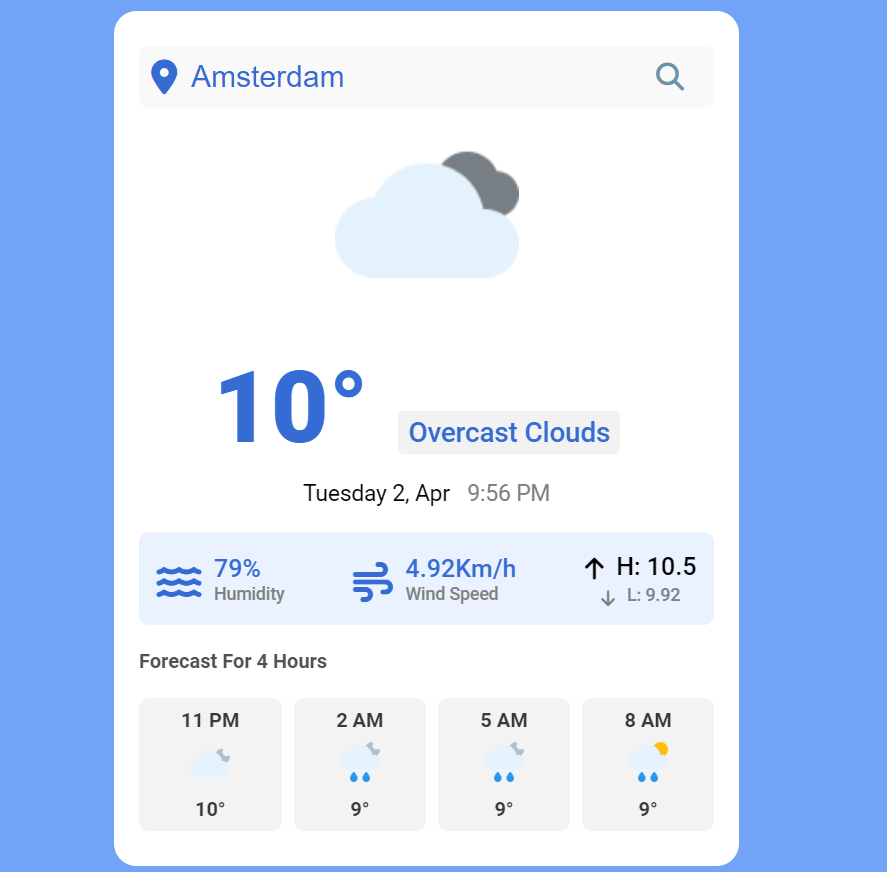 Amsterdam
10°
Overcast Clouds
Tuesday 2, Apr 9:56 PM
79%
Humidity
4.92Km/h
Wind Speed
H: 10.5
L: 9.92
Forecast For 4 Hours
11 PM
10°
2 AM
9°
5 AM
9°
8 AM
9°